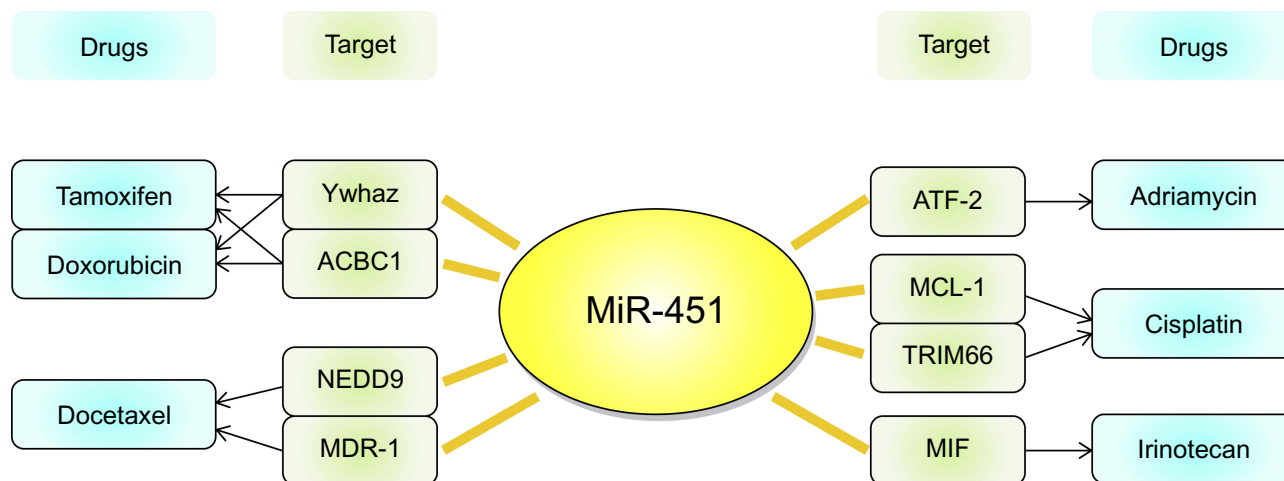 Drugs
Target
Target
Drugs
Tamoxifen
Ywhaz
ATF-2
Adriamycin
Doxorubicin
ACBC1
MCL-1
MiR-451
Cisplatin
TRIM66
NEDD9
Docetaxel
MDR-1
MIF
Irinotecan